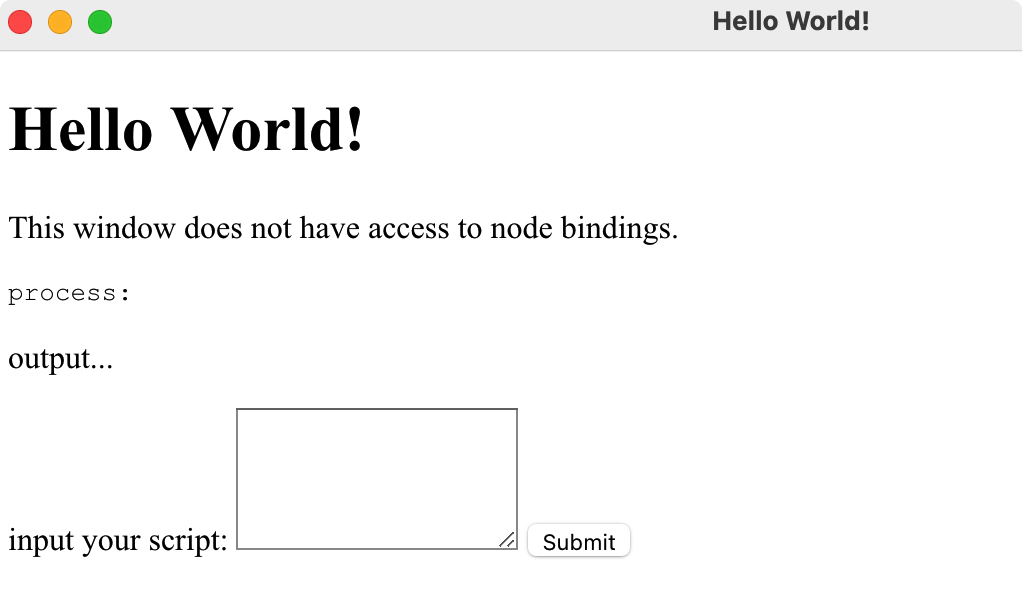 Hello World!
Hello World!
This window does not have access to node bindings.
process:
output...
input your script: Submit